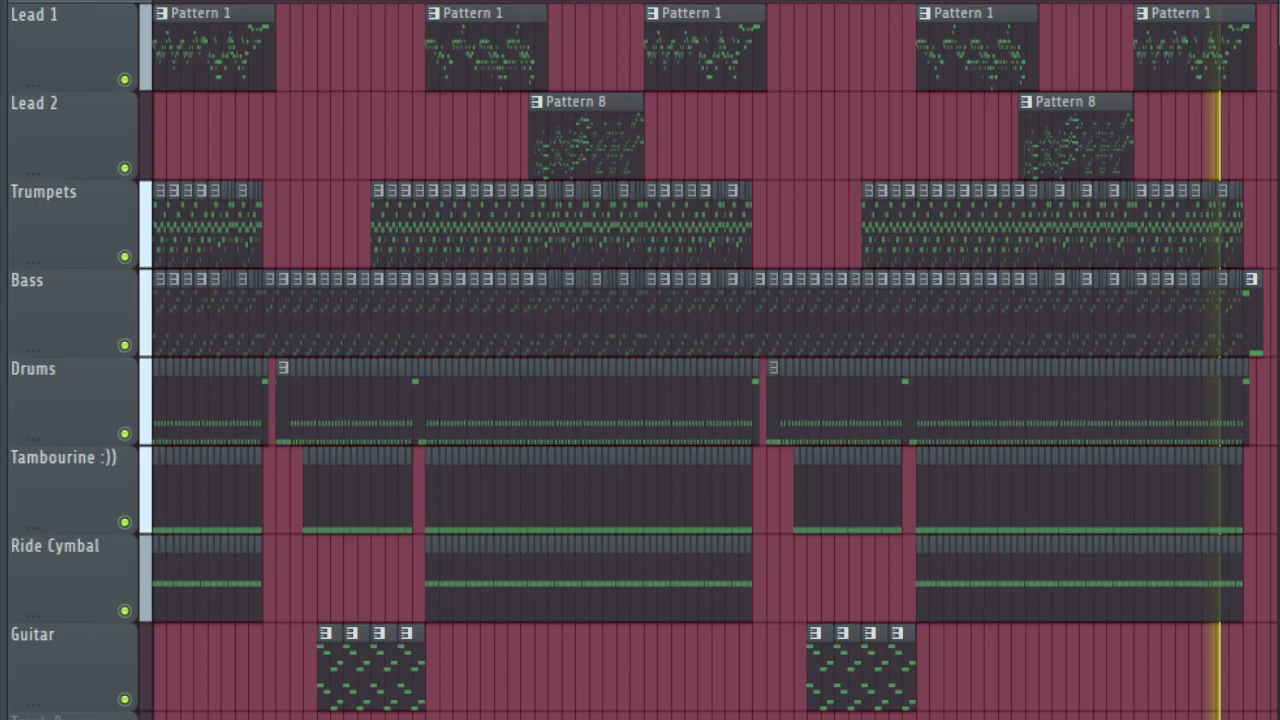 Lead 1
Pattern 1 Pattern 1 Pattern 1 Pattern 1 Pattern 1
Lead 2
Pattern 8 Pattern 8
Trumpets
Bass
Drums
Tambourine :))
Ride Cymbal
Guitar